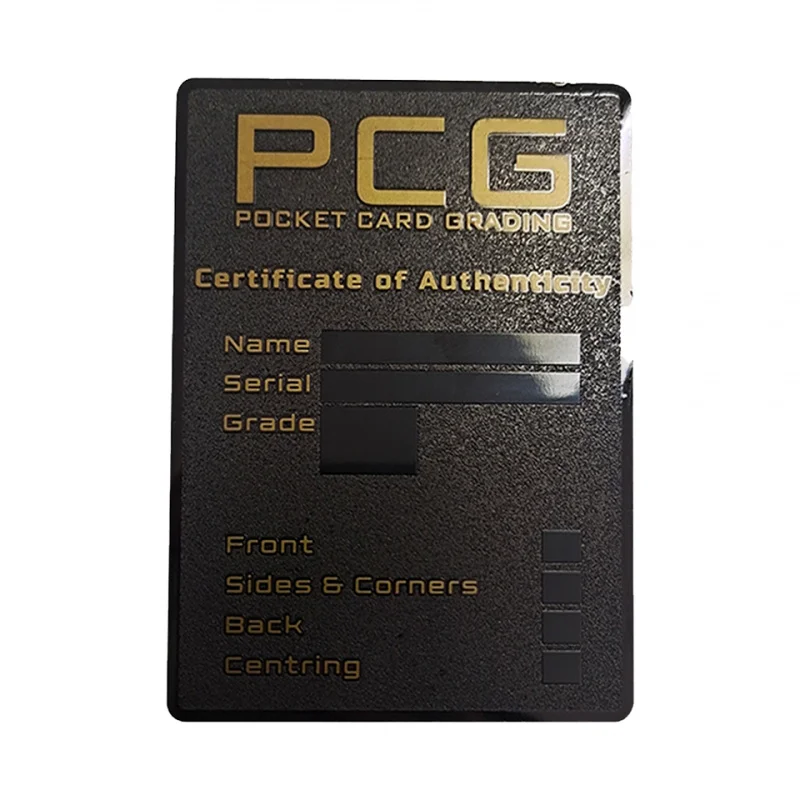 PCG
POCKET CARD GRADING
Certificate of Authenticity
Name
Serial
Grade
Front
Sides & Corners
Back
Centring